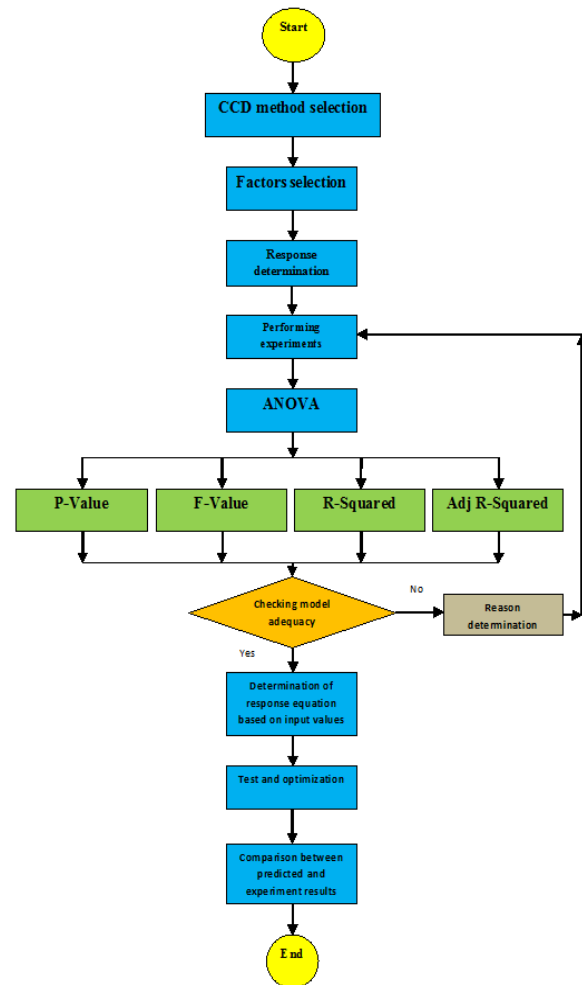 Start
CCD method selection
Factors selection
Response
determination
Performing
experiments
ANOVA
P-Value
F-Value
R-Squared
Adj R-Squared
Checking model
adequacy
No
Reason
determination
Yes
Determination of
response equation
based on input values
Test and optimization
Comparison between
predicted and
experiment results
End